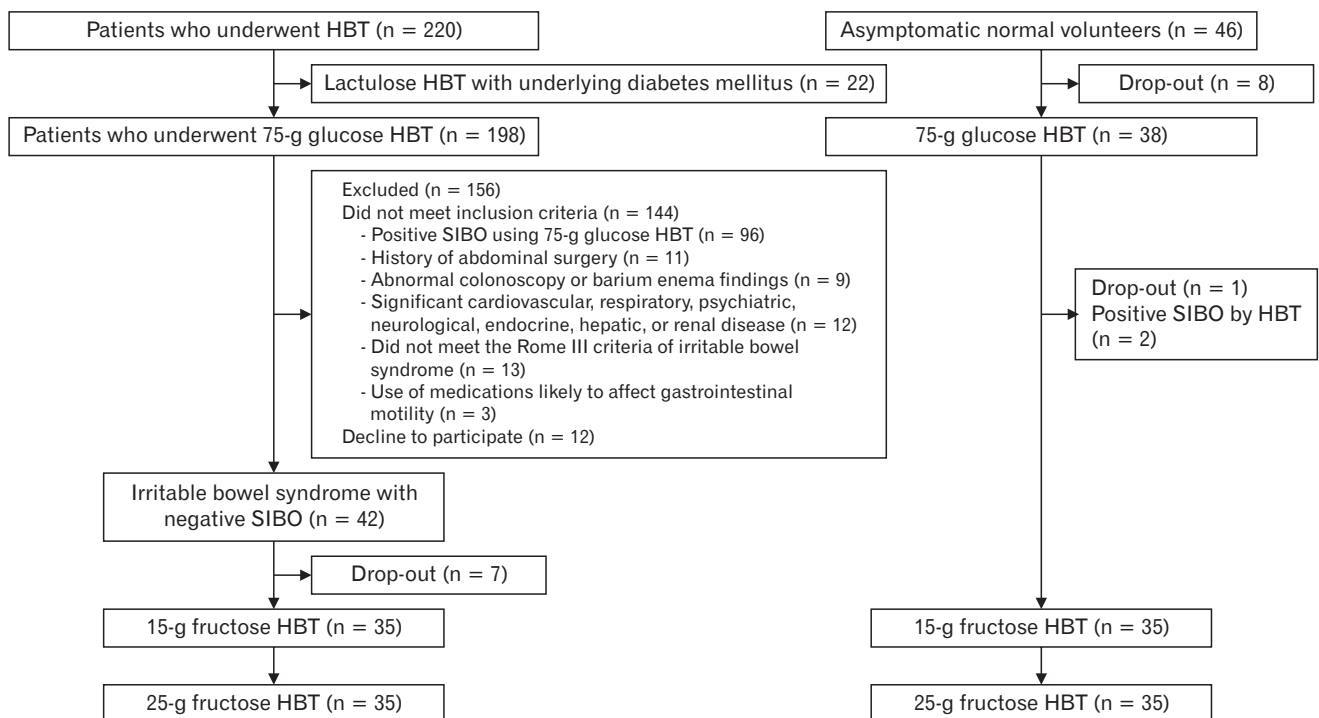 Patients who underwent HBT (n = 220)
Lactulose HBT with underlying diabetes mellitus (n = 22)
Patients who underwent 75-g glucose HBT (n = 198)
Excluded (n = 156)
Did not meet inclusion criteria (n = 144)
- Positive SIBO using 75-g glucose HBT (n = 96)
- History of abdominal surgery (n = 11)
- Abnormal colonoscopy or barium enema findings (n = 9)
- Significant cardiovascular, respiratory, psychiatric,
neurological, endocrine, hepatic, or renal disease (n = 12)
- Did not meet the Rome III criteria of irritable bowel
syndrome (n = 13)
- Use of medications likely to affect gastrointestinal
motility (n = 3)
Decline to participate (n = 12)
Irritable bowel syndrome with
negative SIBO (n = 42)
Drop-out (n = 7)
15-g fructose HBT (n = 35)
25-g fructose HBT (n = 35)
Asymptomatic normal volunteers (n = 46)
Drop-out (n = 8)
75-g glucose HBT (n = 38)
Drop-out (n = 1)
Positive SIBO by HBT
(n = 2)
15-g fructose HBT (n = 35)
25-g fructose HBT (n = 35)